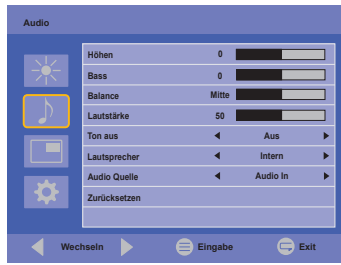 Audio
Höhen 0
Bass 0
Balance Mitte
Lautstärke 50
Ton aus Aus
Lautsprecher Intern
Audio Quelle Audio In
Zurücksetzen
Wechseln Eingabe Exit